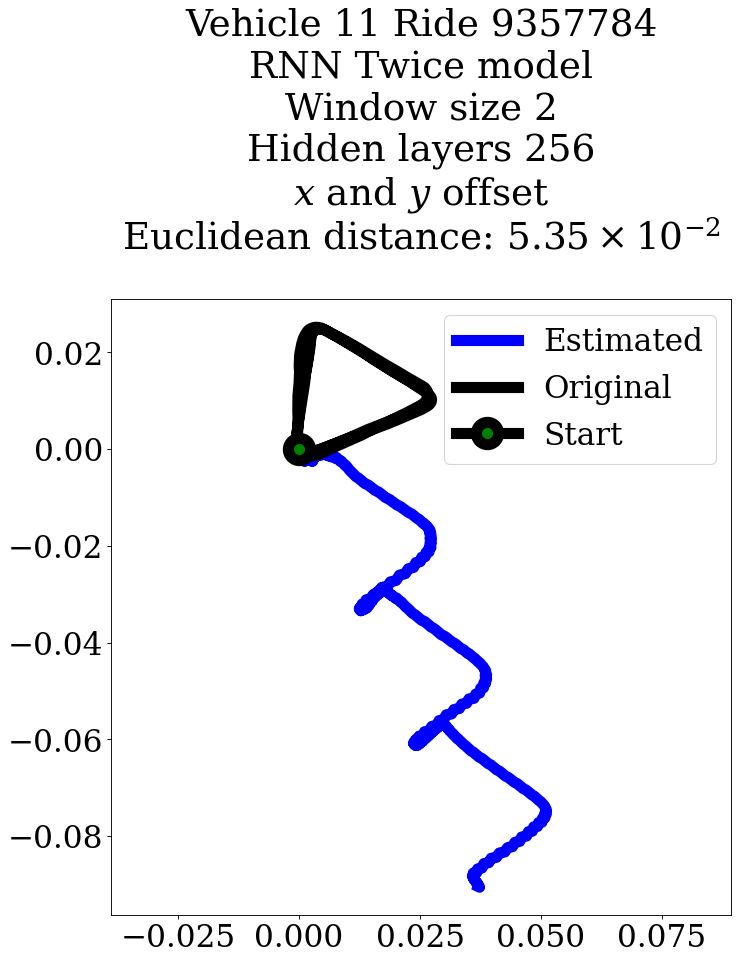 Vehicle 11 Ride 9357784
RNN Twice model
Window size 2
Hidden layers 256
x and y offset
Euclidean distance: 5.35 × 10⁻²
Estimated
Original
Start
0.02
0.00
−0.02
−0.04
−0.06
−0.08
−0.025 0.000 0.025 0.050 0.075